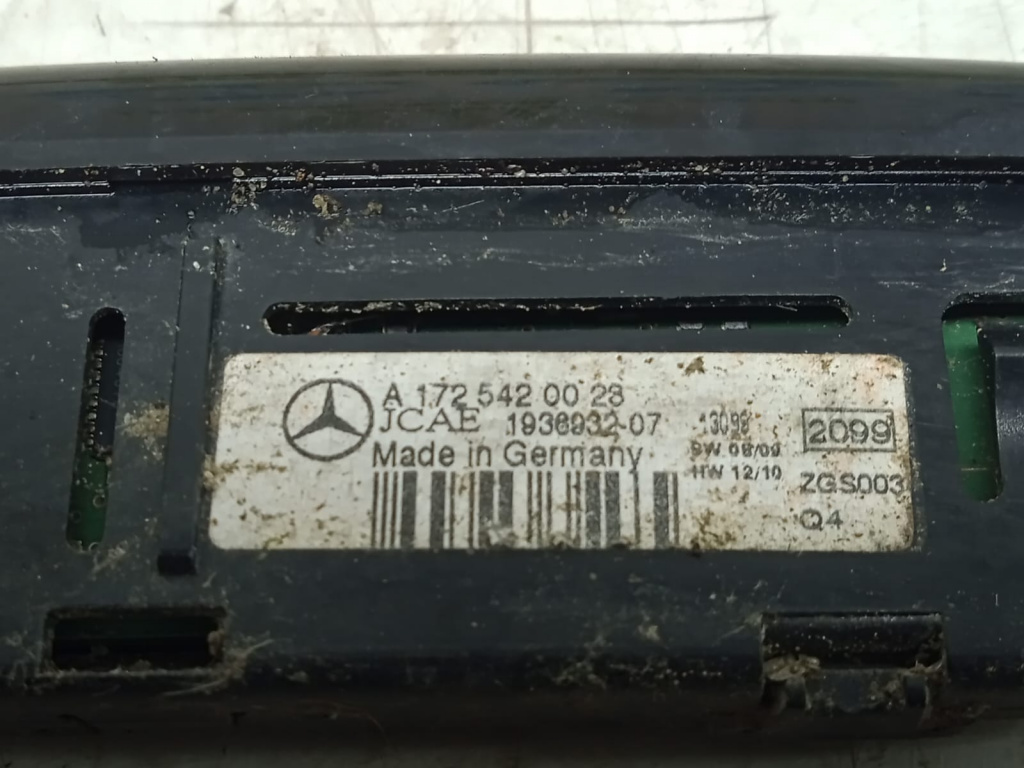 A 172 542 00 23
JCAE 1936932-07 13098 2099
Made in Germany SW 08/09
HW 12/10 ZGS003
Q4